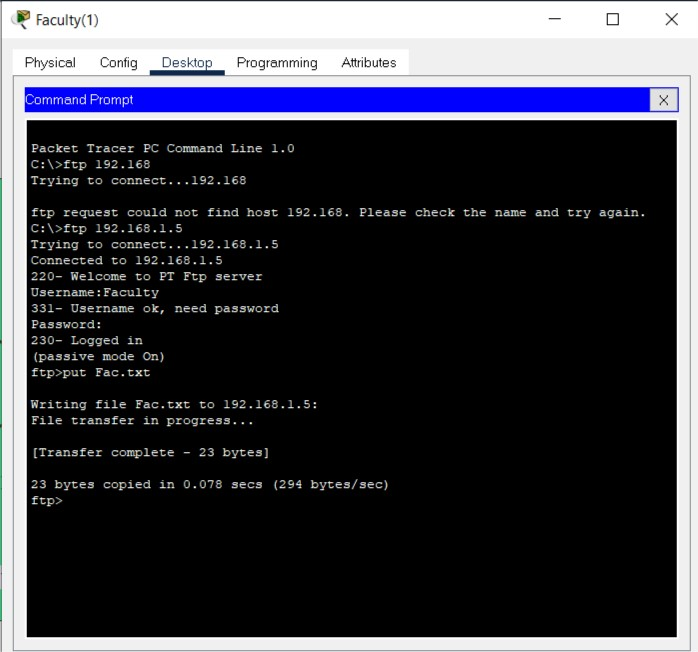 Faculty(1)
Physical Config Desktop Programming Attributes
Command Prompt
X
Packet Tracer PC Command Line 1.0
C:\>ftp 192.168
Trying to connect...192.168
ftp request could not find host 192.168. Please check the name and try again.
C:\>ftp 192.168.1.5
Trying to connect...192.168.1.5
Connected to 192.168.1.5
220- Welcome to PT Ftp server
Username:Faculty
331- Username ok, need password
Password:
230- Logged in
(passive mode On)
ftp>put Fac.txt
Writing file Fac.txt to 192.168.1.5:
File transfer in progress...
[Transfer complete - 23 bytes]
23 bytes copied in 0.078 secs (294 bytes/sec)
ftp>